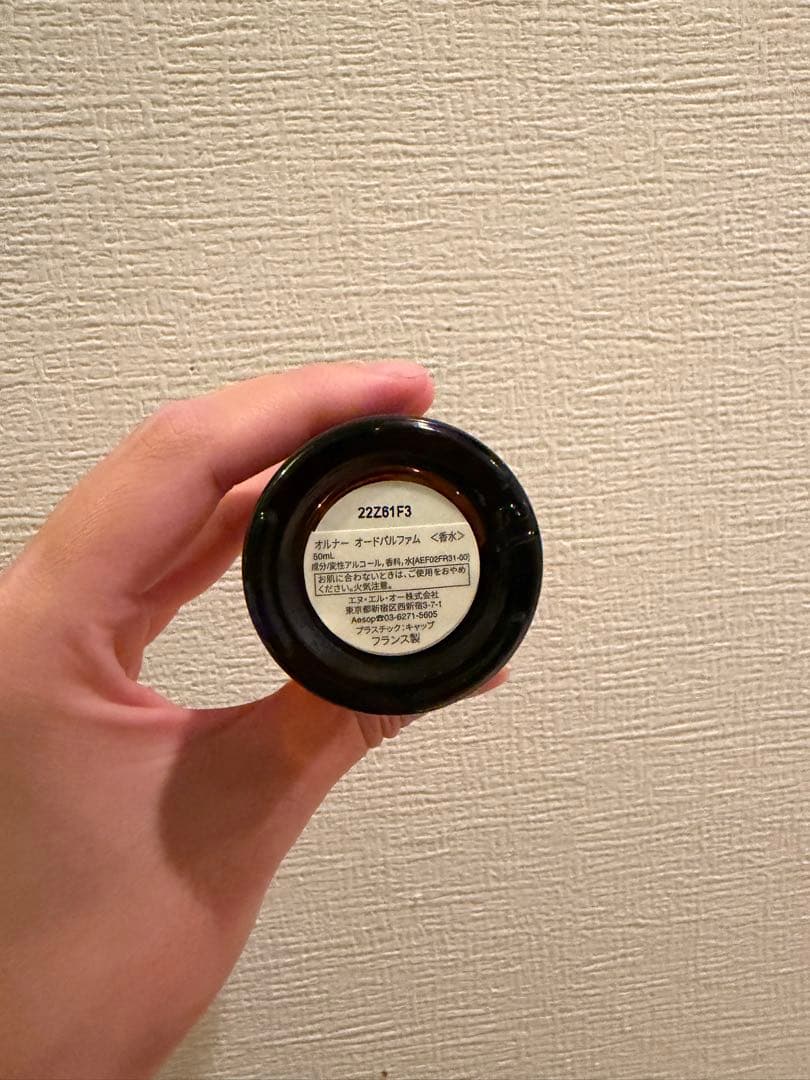 22Z61F3
オルナー オードパルファム <香水>
50mL
成分/変性アルコール,香料,水[AEF02FR31-00]
お肌に合わないときは、ご使用をおやめ
ください。火気注意。
エヌ・エル・オー株式会社
東京都新宿区西新宿3-7-1
Aesop☎03-6271-5605
プラスチック:キャップ
フランス製